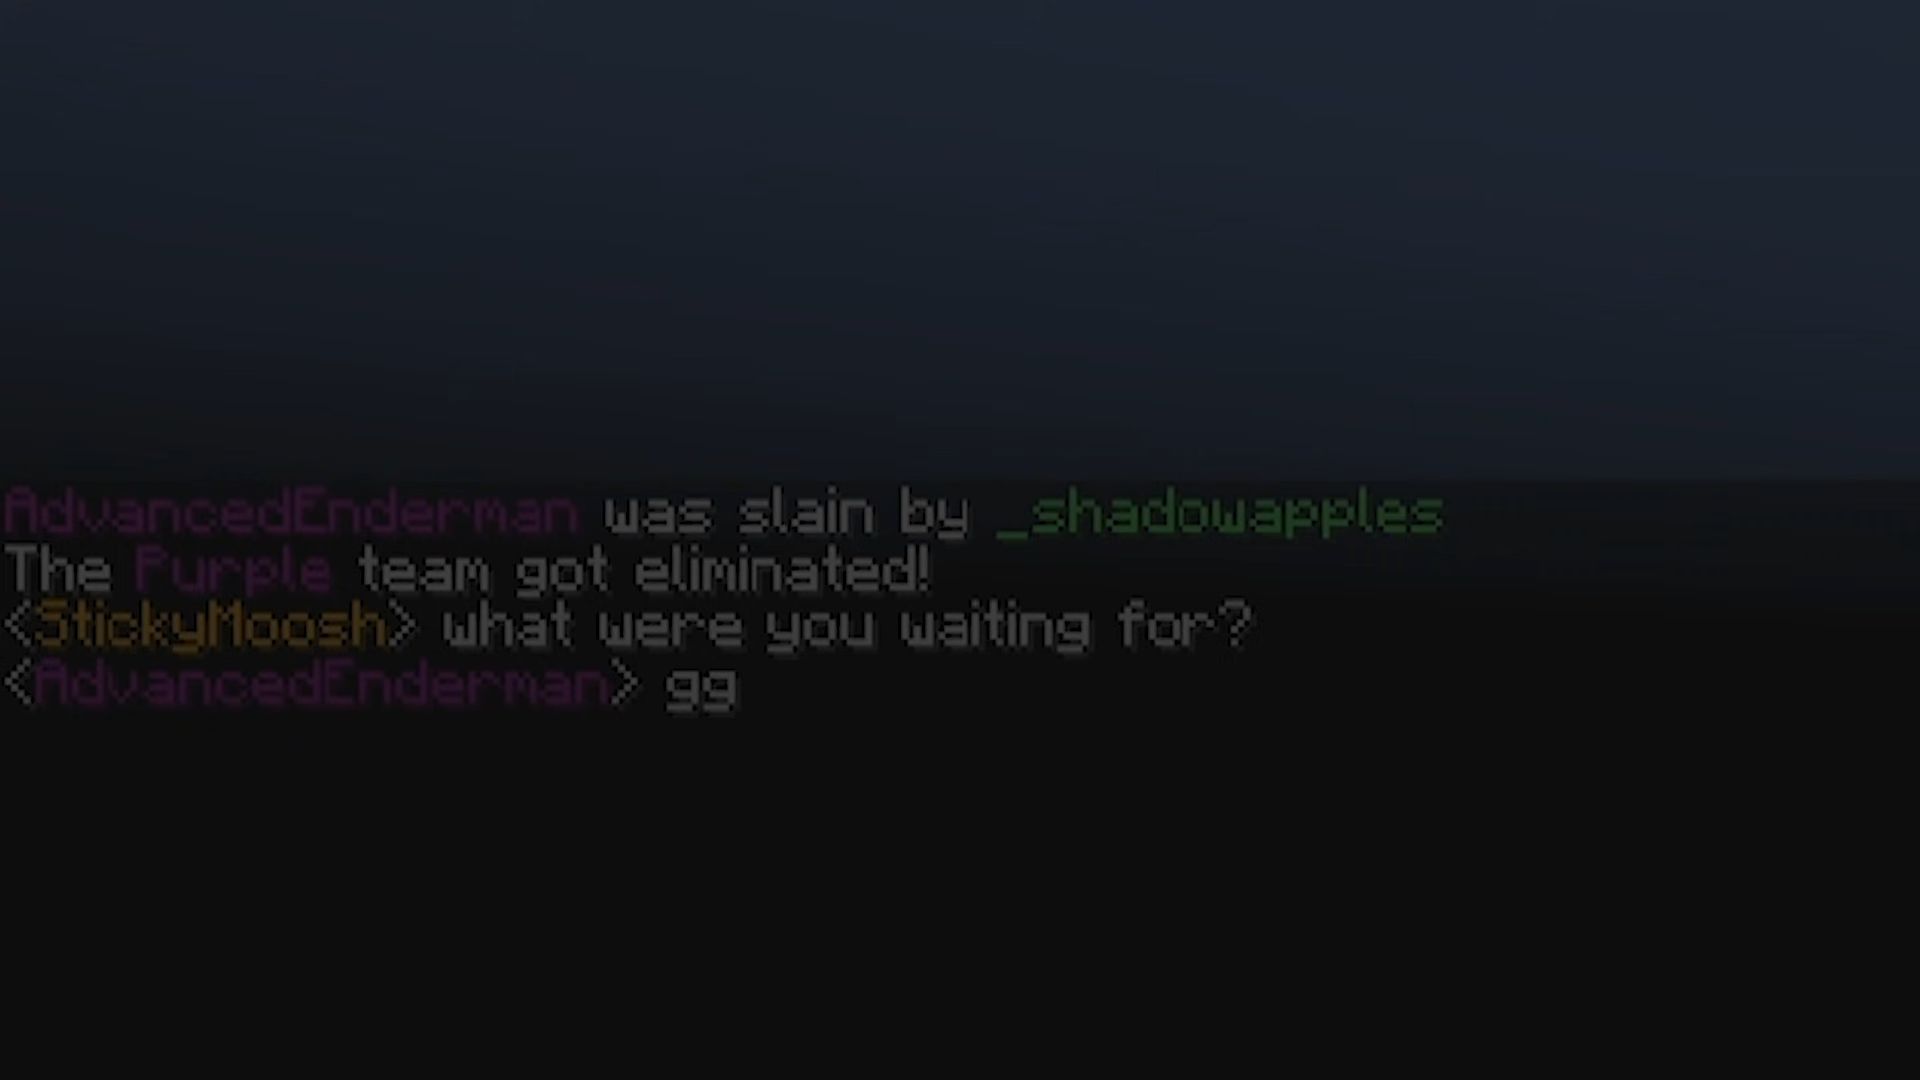 AdvancedEnderman was slain by _shadowapples
The Purple team got eliminated!
<StickyMoosh> what were you waiting for?
<AdvancedEnderman> gg